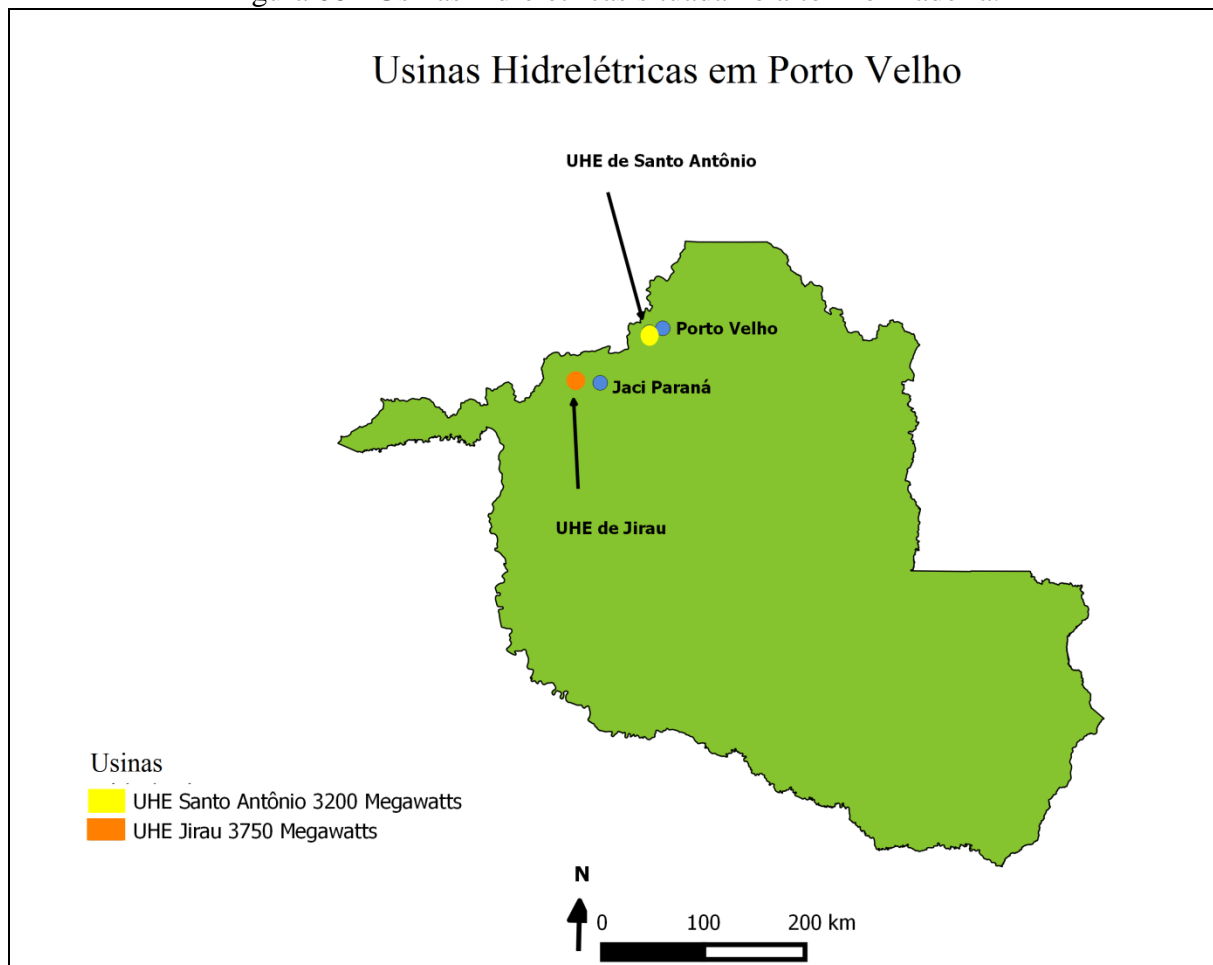 Usinas Hidrelétricas em Porto Velho
UHE de Santo Antônio
Porto Velho
Jaci Paraná
UHE de Jirau
Usinas
UHE Santo Antônio 3200 Megawatts
UHE Jirau 3750 Megawatts
N
0 100 200 km